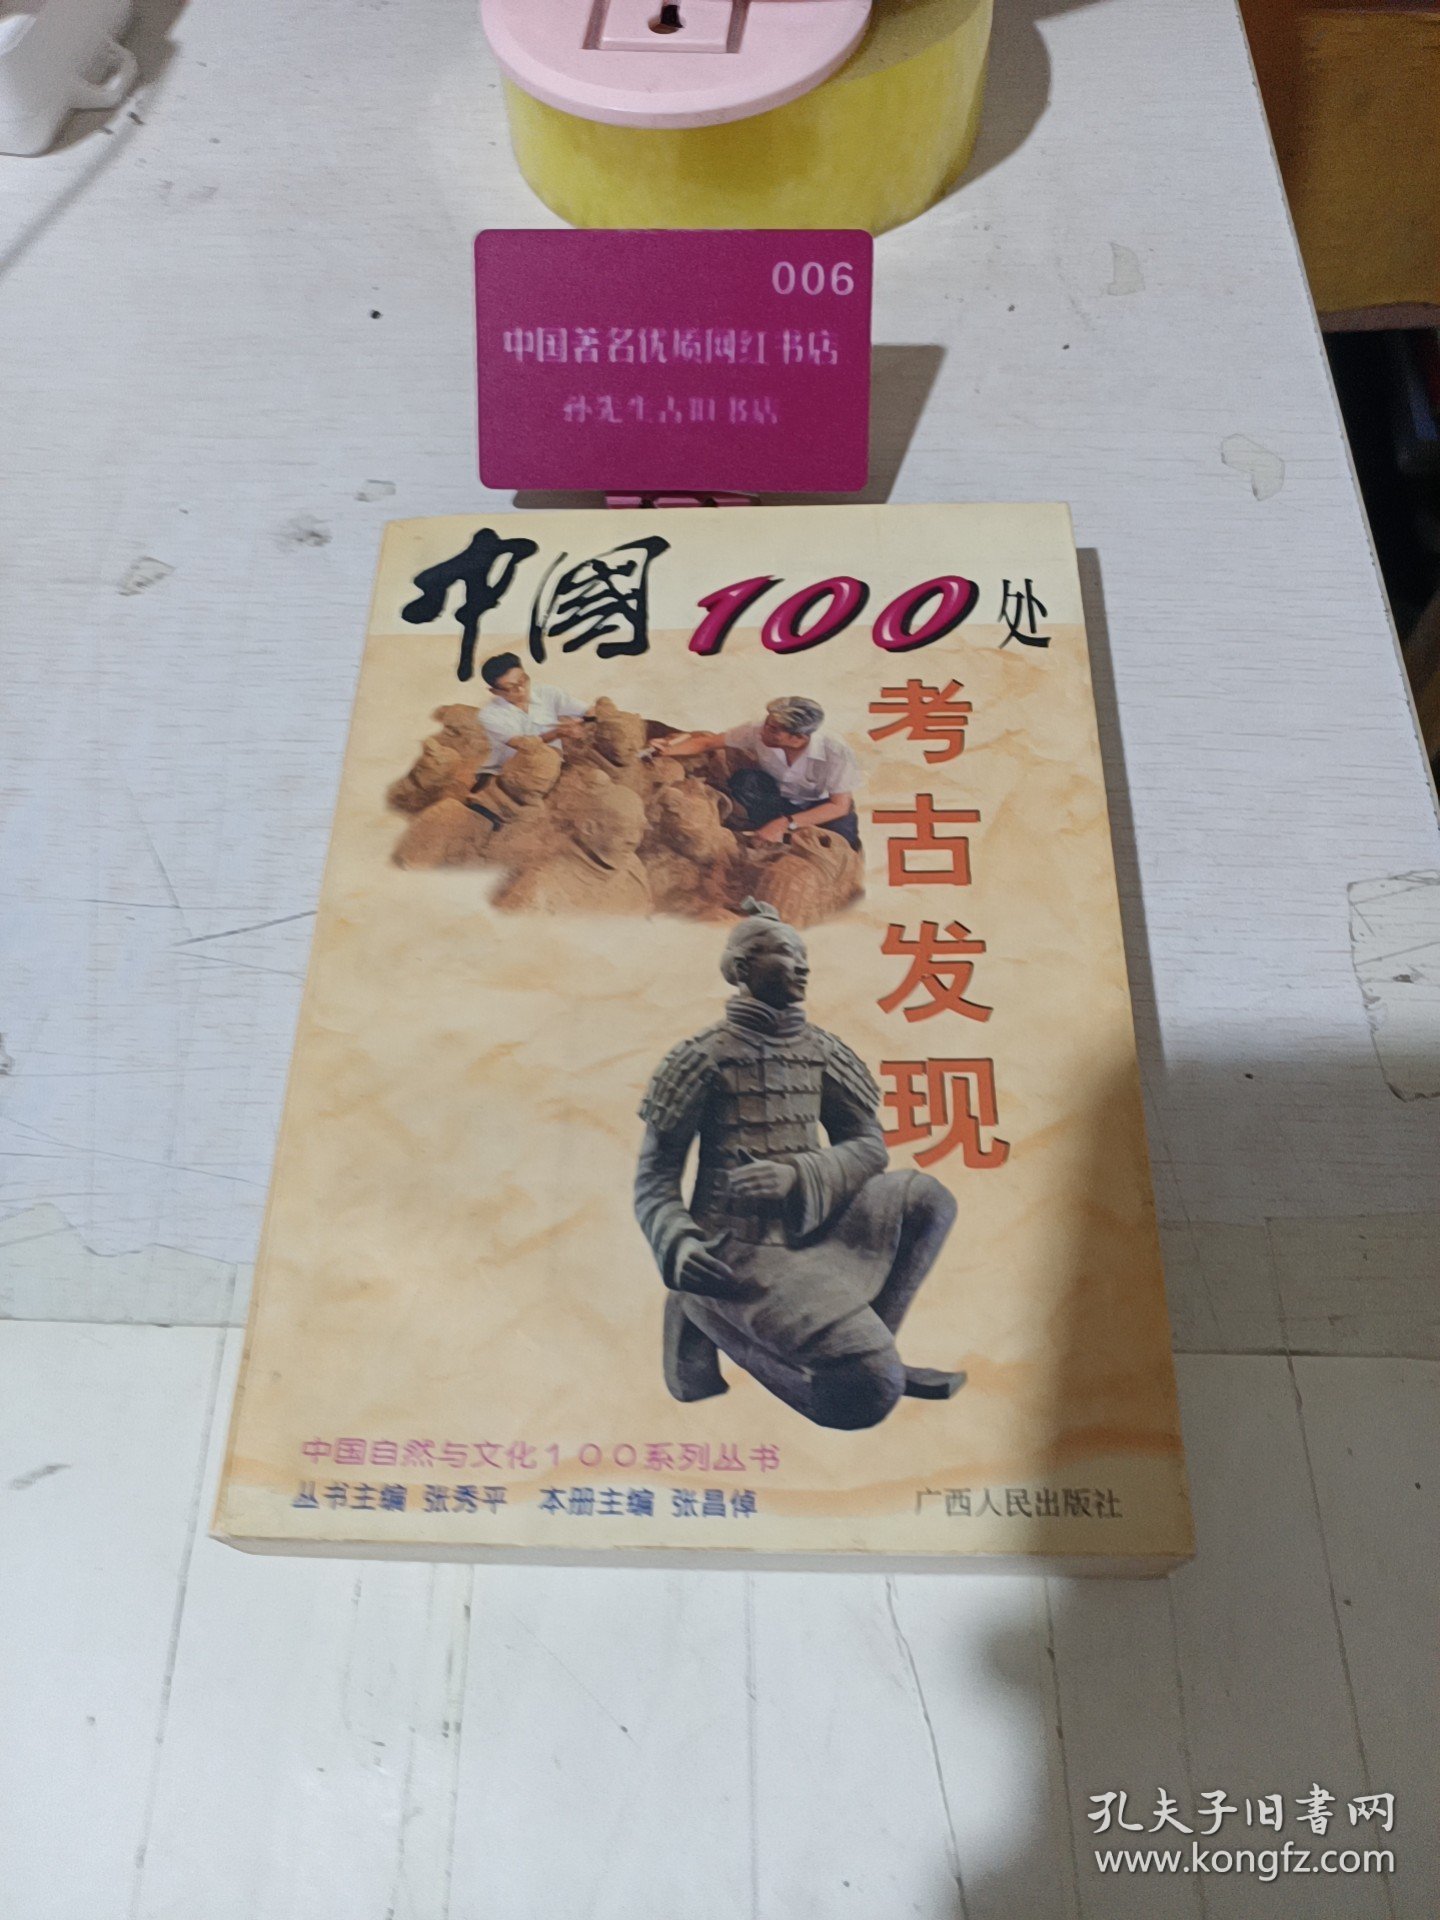 006
中国著名优质网红书店
孙先生古旧书店
中國100处
考古发现
中国自然与文化100系列丛书
丛书主编 张秀平 本册主编 张昌倬
广西人民出版社
孔夫子旧書网
www.kongfz.com